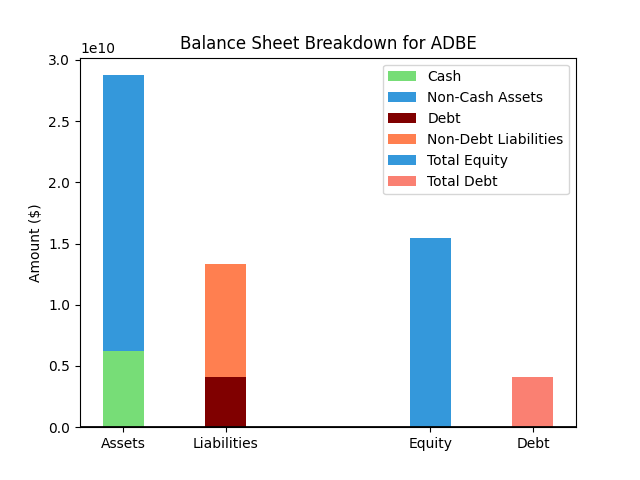 Balance Sheet Breakdown for ADBE
1e10
3.0
2.5
2.0
1.5
1.0
0.5
0.0
Amount ($)
Cash
Non-Cash Assets
Debt
Non-Debt Liabilities
Total Equity
Total Debt
Assets
Liabilities
Equity
Debt